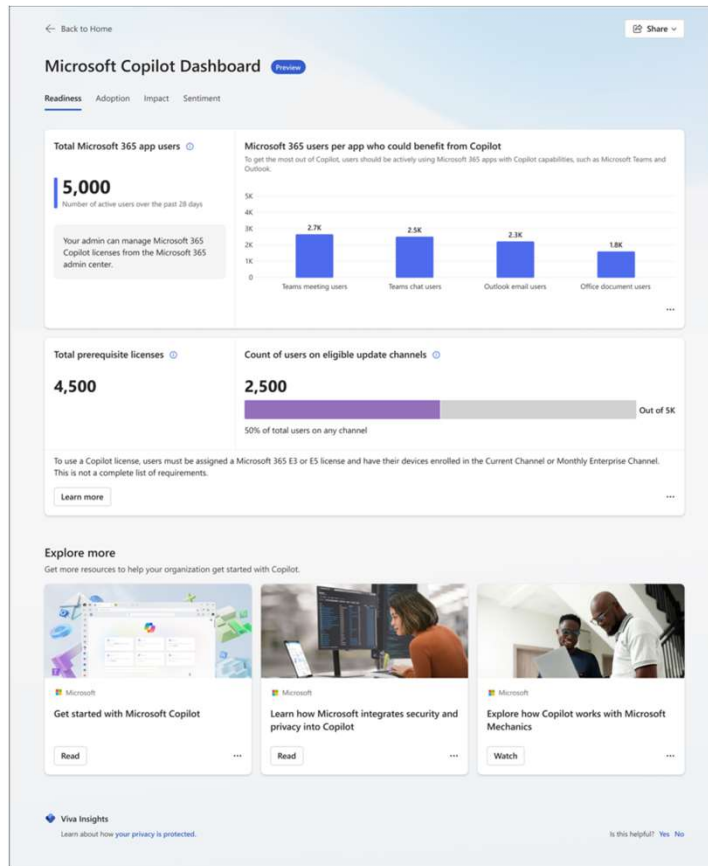 Back to Home
Share
Microsoft Copilot Dashboard
Preview
Readiness Adoption Impact Sentiment
Total Microsoft 365 app users
5,000
Number of active users over the past 28 days
Your admin can manage Microsoft 365
Copilot licenses from the Microsoft 365
admin center.
Microsoft 365 users per app who could benefit from Copilot
To get the most out of Copilot, users should be actively using Microsoft 365 apps with Copilot capabilities, such as Microsoft Teams and
Outlook.
5K
4K
3K
2K
1K
0
2.7K
2.5K
2.3K
1.8K
Teams meeting users
Teams chat users
Outlook email users
Office document users
Total prerequisite licenses
4,500
Count of users on eligible update channels
2,500
Out of 5K
50% of total users on any channel
To use a Copilot license, users must be assigned a Microsoft 365 E3 or E5 license and have their devices enrolled in the Current Channel or Monthly Enterprise Channel.
This is not a complete list of requirements.
Learn more
Explore more
Get more resources to help your organization get started with Copilot.
Microsoft
Get started with Microsoft Copilot
Read
Microsoft
Learn how Microsoft integrates security and
privacy into Copilot
Read
Microsoft
Explore how Copilot works with Microsoft
Mechanics
Watch
Viva Insights
Learn about how your privacy is protected.
Is this helpful? Yes No